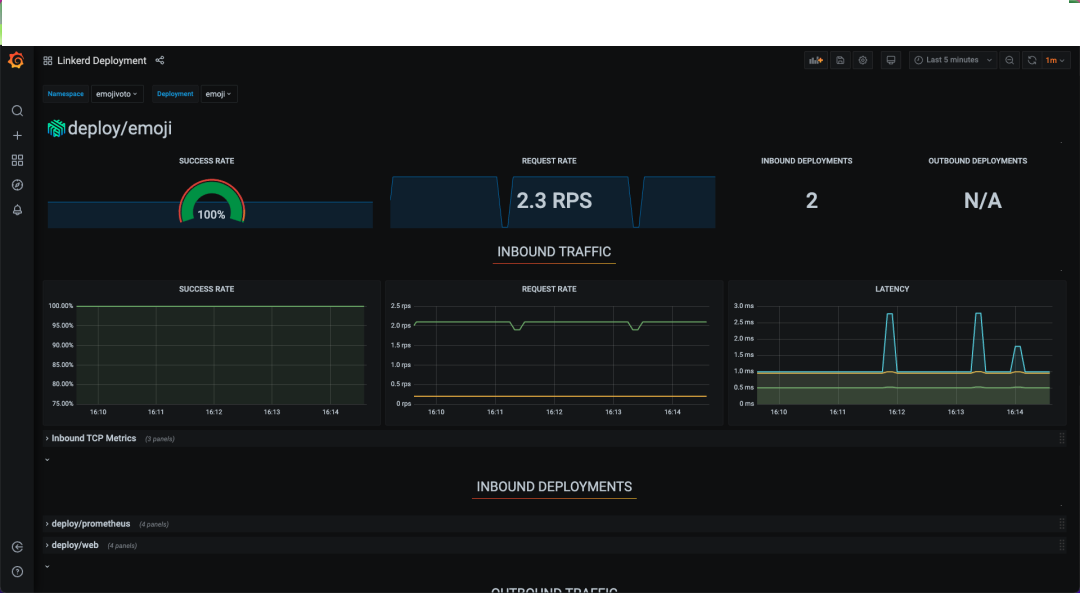 Linkerd Deployment
Last 5 minutes
1m
Namespace
emojivoto
Deployment
emoji
deploy/emoji
SUCCESS RATE
REQUEST RATE
INBOUND DEPLOYMENTS
OUTBOUND DEPLOYMENTS
100%
2.3 RPS
2
N/A
INBOUND TRAFFIC
SUCCESS RATE
100.00%
95.00%
90.00%
85.00%
80.00%
75.00%
16:10 16:11 16:12 16:13 16:14
REQUEST RATE
2.5 rps
2.0 rps
1.5 rps
1.0 rps
0.5 rps
0 rps
16:10 16:11 16:12 16:13 16:14
LATENCY
3.0 ms
2.5 ms
2.0 ms
1.5 ms
1.0 ms
0.5 ms
0 ms
16:10 16:11 16:12 16:13 16:14
Inbound TCP Metrics (3 panels)
INBOUND DEPLOYMENTS
deploy/prometheus (4 panels)
deploy/web (4 panels)
OUTBOUND TRAFFIC